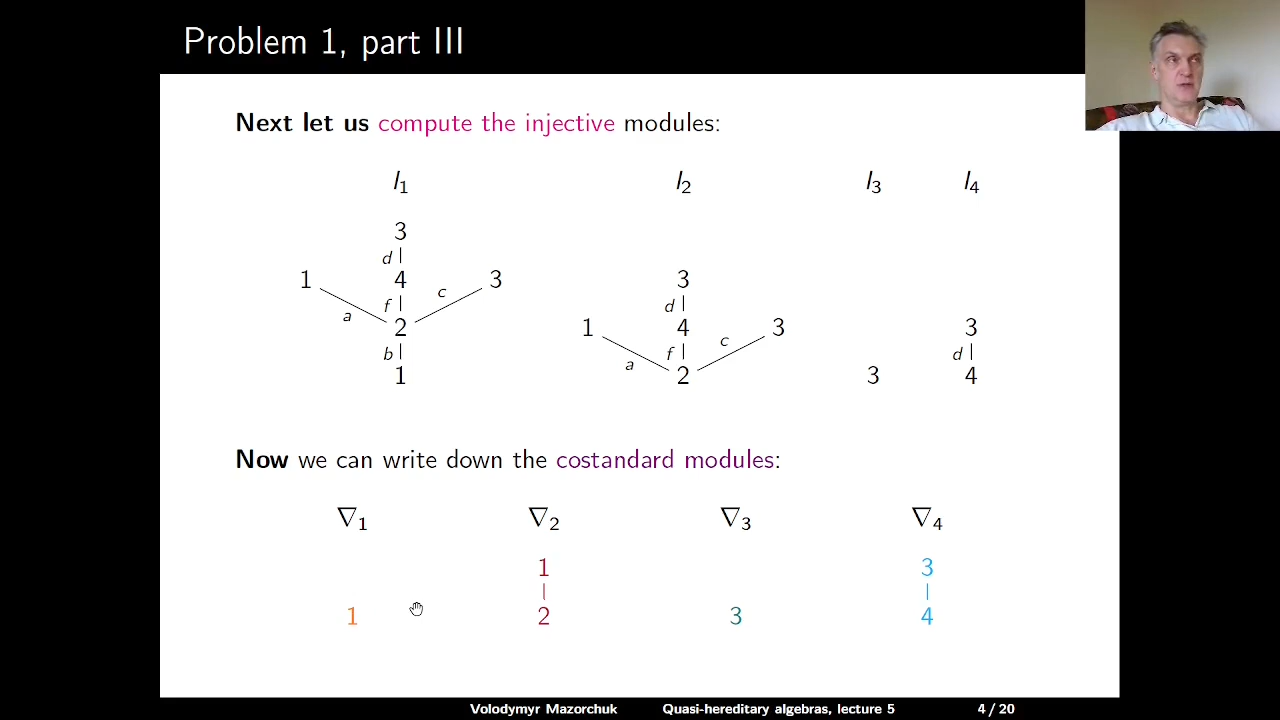 Problem 1, part III
Next let us compute the injective modules:
I₁ I₂ I₃ I₄
3
d
1 4 3 3
a f c d
2 1 4 3 3
b a f c d
1 2 3 4
Now we can write down the costandard modules:
∇₁ ∇₂ ∇₃ ∇₄
1 3
1 2 3 4
Volodymyr Mazorchuk Quasi-hereditary algebras, lecture 5 4 / 20